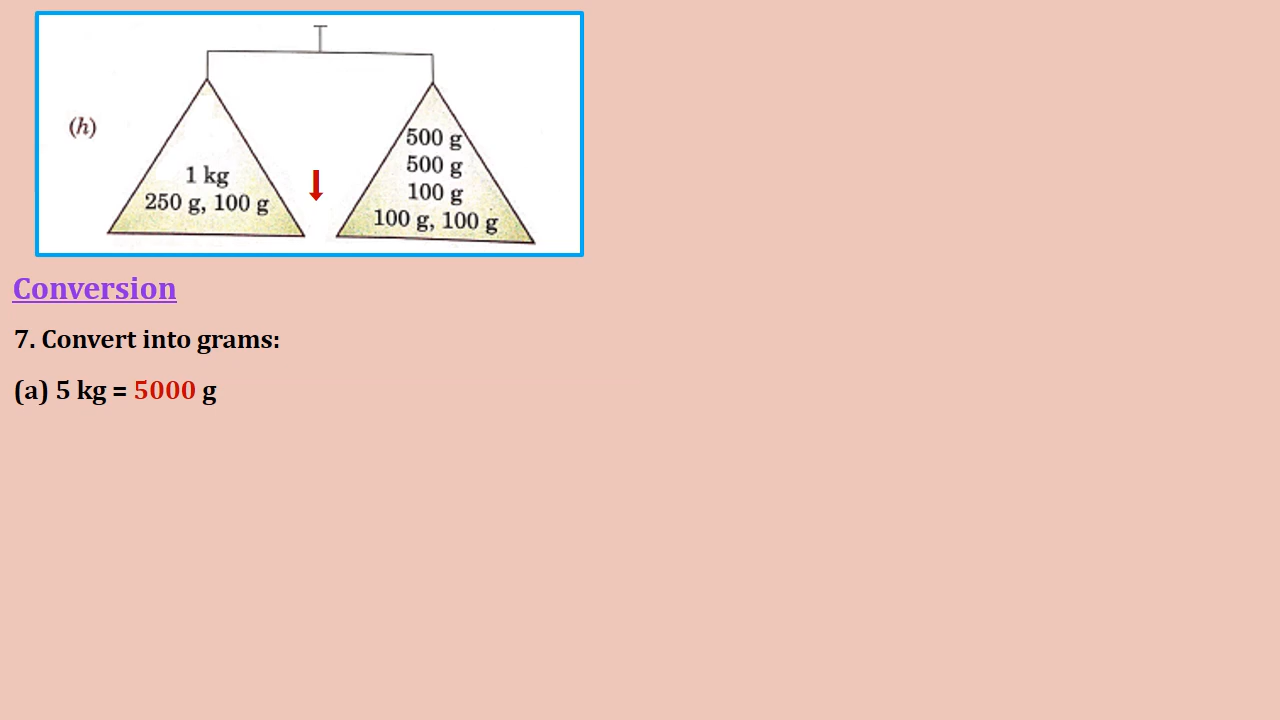 (h)
1 kg
250 g, 100 g
500 g
500 g
100 g
100 g, 100 g
Conversion
7. Convert into grams:
(a) 5 kg = 5000 g